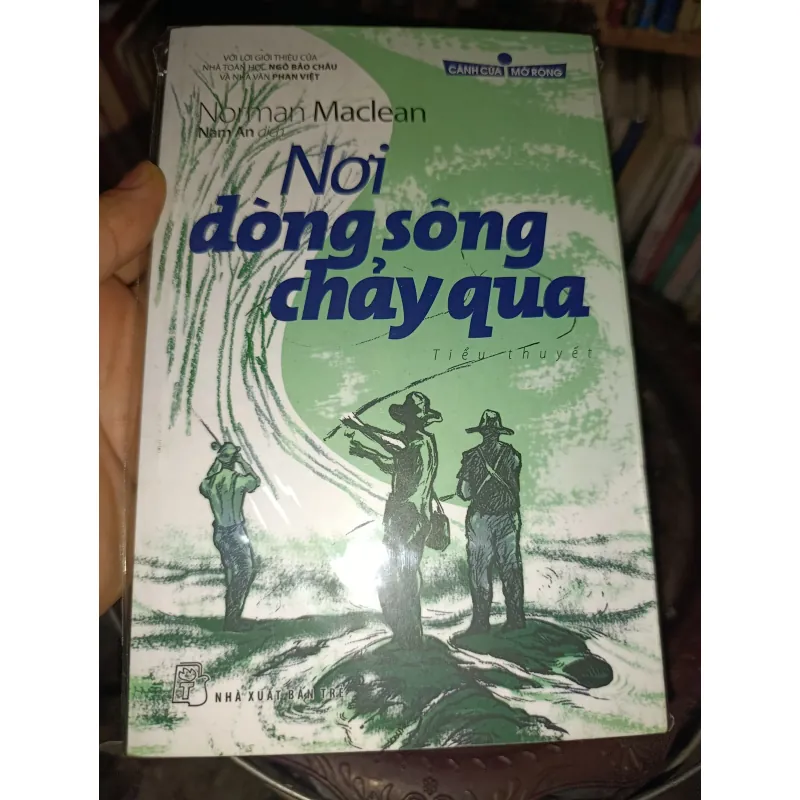 VỚI LỜI GIỚI THIỆU CỦA
NHÀ TOÁN HỌC NGÔ BẢO CHÂU
VÀ NHÀ VĂN PHAN VIỆT
CÁNH CỬA MỞ RỘNG
Norman Maclean
Nam An dịch
Nơi
dòng sông
chảy qua
Tiểu thuyết
NHÀ XUẤT BẢN TRẺ